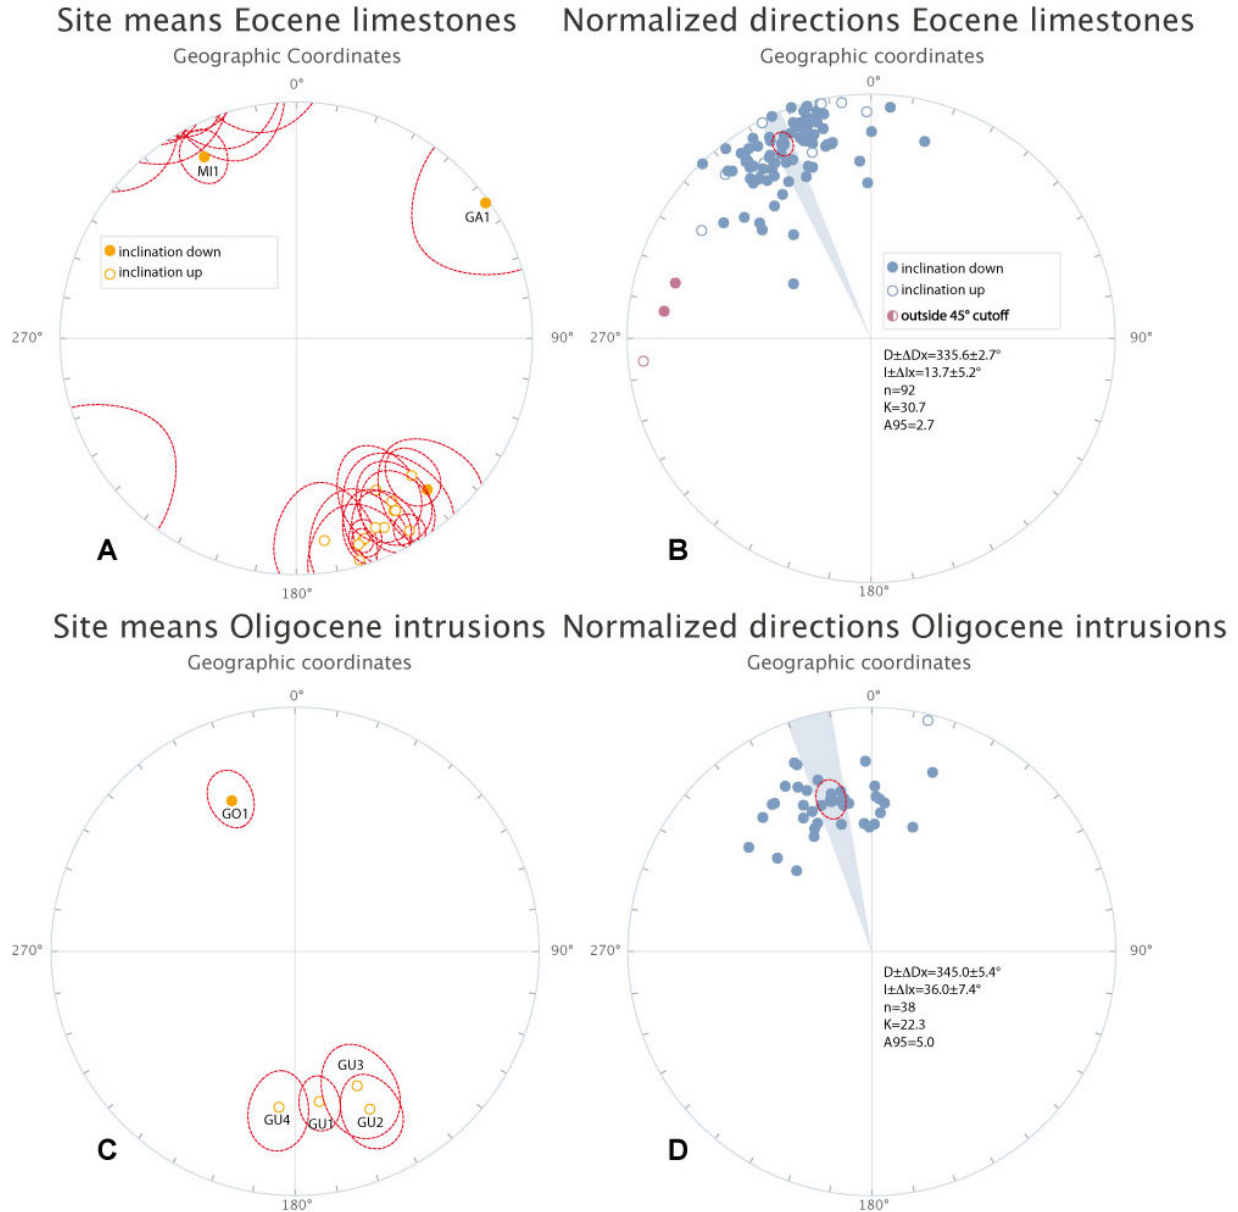 Site means Eocene limestones
Geographic Coordinates
0°
MI1
GA1
inclination down
inclination up
270°
90°
A
180°
Normalized directions Eocene limestones
Geographic coordinates
0°
inclination down
inclination up
outside 45° cutoff
270°
90°
D±ΔDx=335.6±2.7°
I±ΔIx=13.7±5.2°
n=92
K=30.7
A95=2.7
B
180°
Site means Oligocene intrusions
Geographic coordinates
0°
GO1
270°
90°
GU3
GU4
GU1
GU2
C
180°
Normalized directions Oligocene intrusions
Geographic coordinates
0°
270°
90°
D±ΔDx=345.0±5.4°
I±ΔIx=36.0±7.4°
n=38
K=22.3
A95=5.0
D
180°